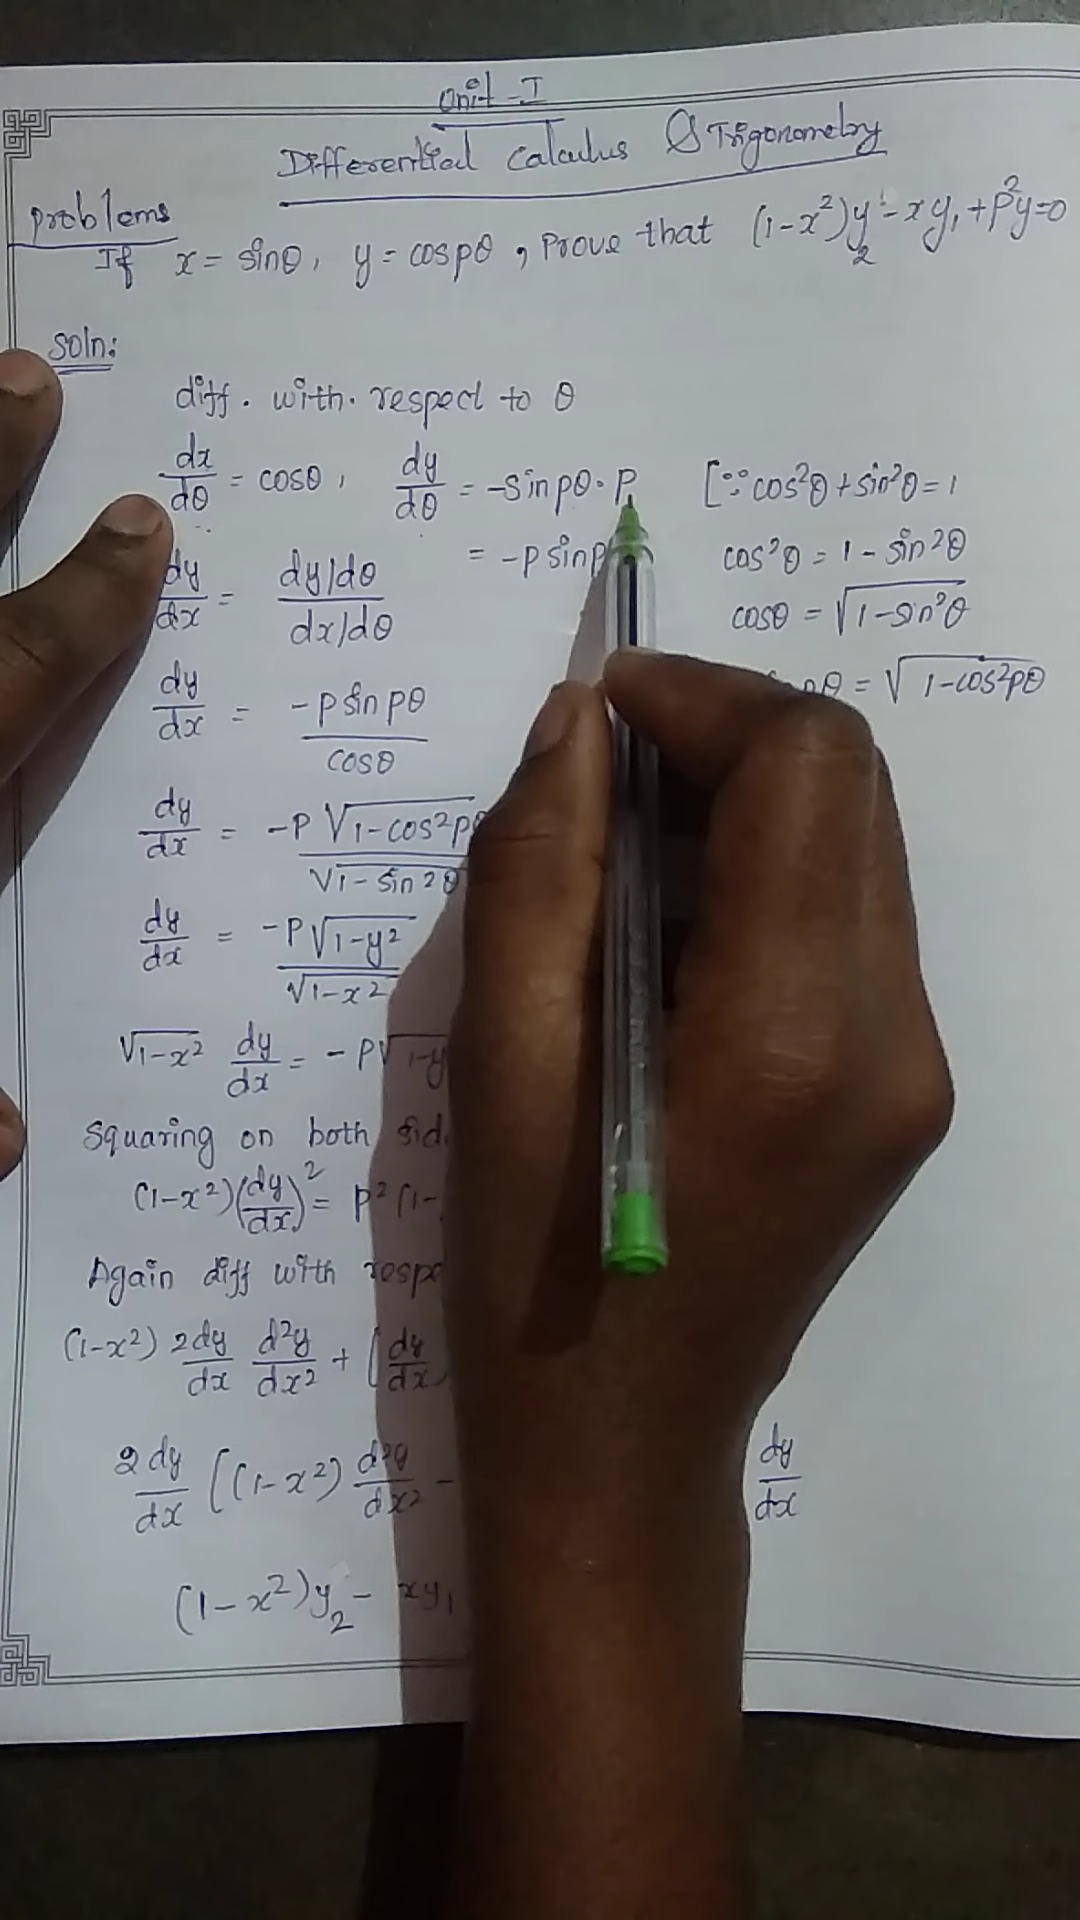 Unit - I
Differential Calculus & Trigonometry
Problems
If x = sinθ, y = cospθ, Prove that (1-x²)y₂ - xy₁ + p²y=0
Soln:
diff. with. respect to θ
dx/dθ = cosθ, dy/dθ = -sinpθ·P [∵cos²θ+sin²θ=1
= -p sinp cos²θ = 1-sin2θ
dy/dx = dy/dθ / dx/dθ cosθ = √1-sin²θ
dy/dx = -p sin pθ / cosθ θ = √1-cos²pθ
dy/dx = -P √1-cos²p / √1-sin2θ
dy/dx = -P√1-y² / √1-x²
√1-x² dy/dx = -P√1-y
Squaring on both
(1-x²)(dy/dx)² = p² (1-
Again diff with
(1-x²) 2dy/dx d²y/dx² + (dy/dx
2dy/dx [(1-x²) d²y/dx² - dy/dx
(1-x²)y₂ - xy₁